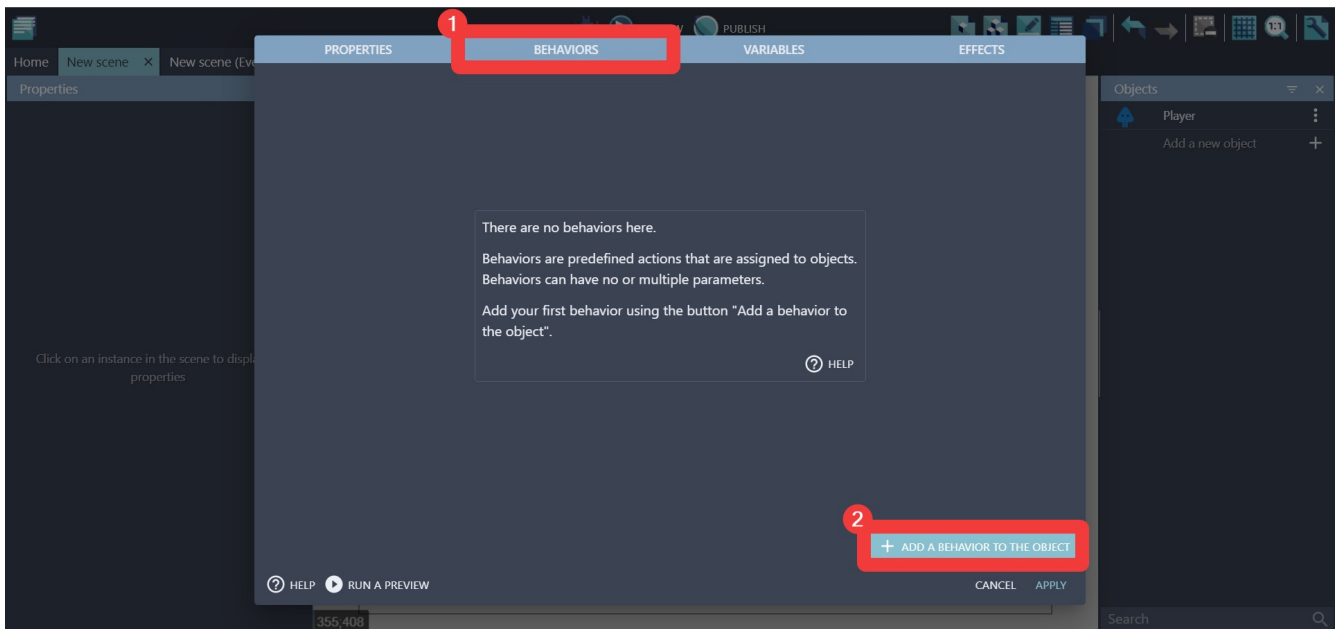 1
PUBLISH
PROPERTIES
BEHAVIORS
VARIABLES
EFFECTS
Home
New scene ×
New scene (Eve
Properties
Objects
Player
Add a new object
There are no behaviors here.
Behaviors are predefined actions that are assigned to objects.
Behaviors can have no or multiple parameters.
Add your first behavior using the button "Add a behavior to
the object".
? HELP
Click on an instance in the scene to displ
properties
2
+ ADD A BEHAVIOR TO THE OBJECT
? HELP
RUN A PREVIEW
CANCEL
APPLY
355,408
Search
1:1